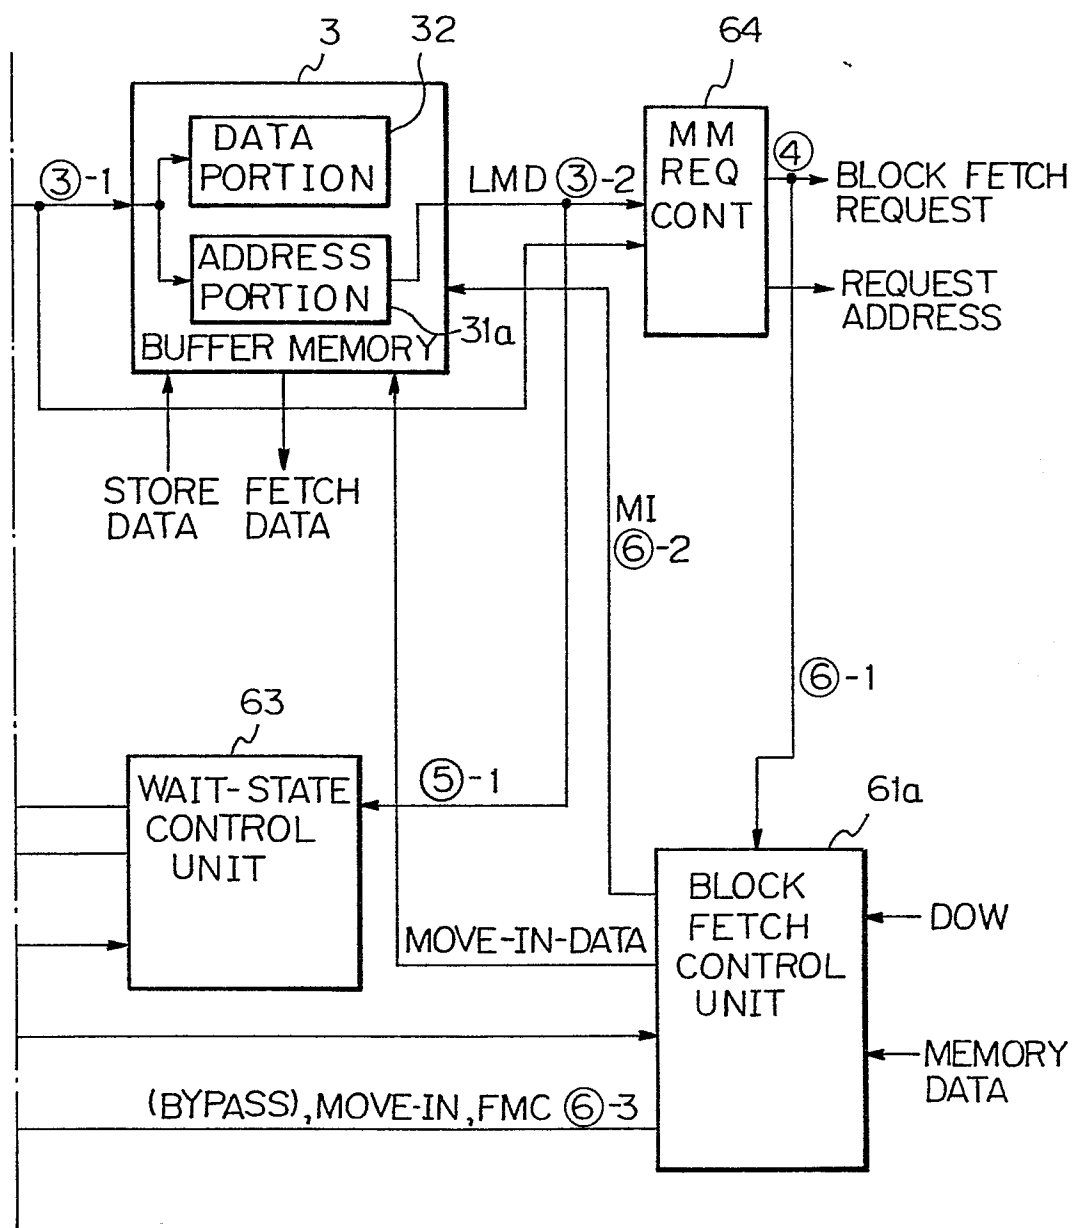 3
32
64
DATA
PORTION
③-1
LMD ③-2
MM
REQ
CONT
④
BLOCK FETCH
REQUEST
ADDRESS
PORTION
31a
BUFFER MEMORY
REQUEST
ADDRESS
STORE
DATA
FETCH
DATA
MI
⑥-2
⑥-1
63
WAIT-STATE
CONTROL
UNIT
⑤-1
61a
BLOCK
FETCH
CONTROL
UNIT
DOW
MOVE-IN-DATA
MEMORY
DATA
(BYPASS),MOVE-IN,FMC ⑥-3